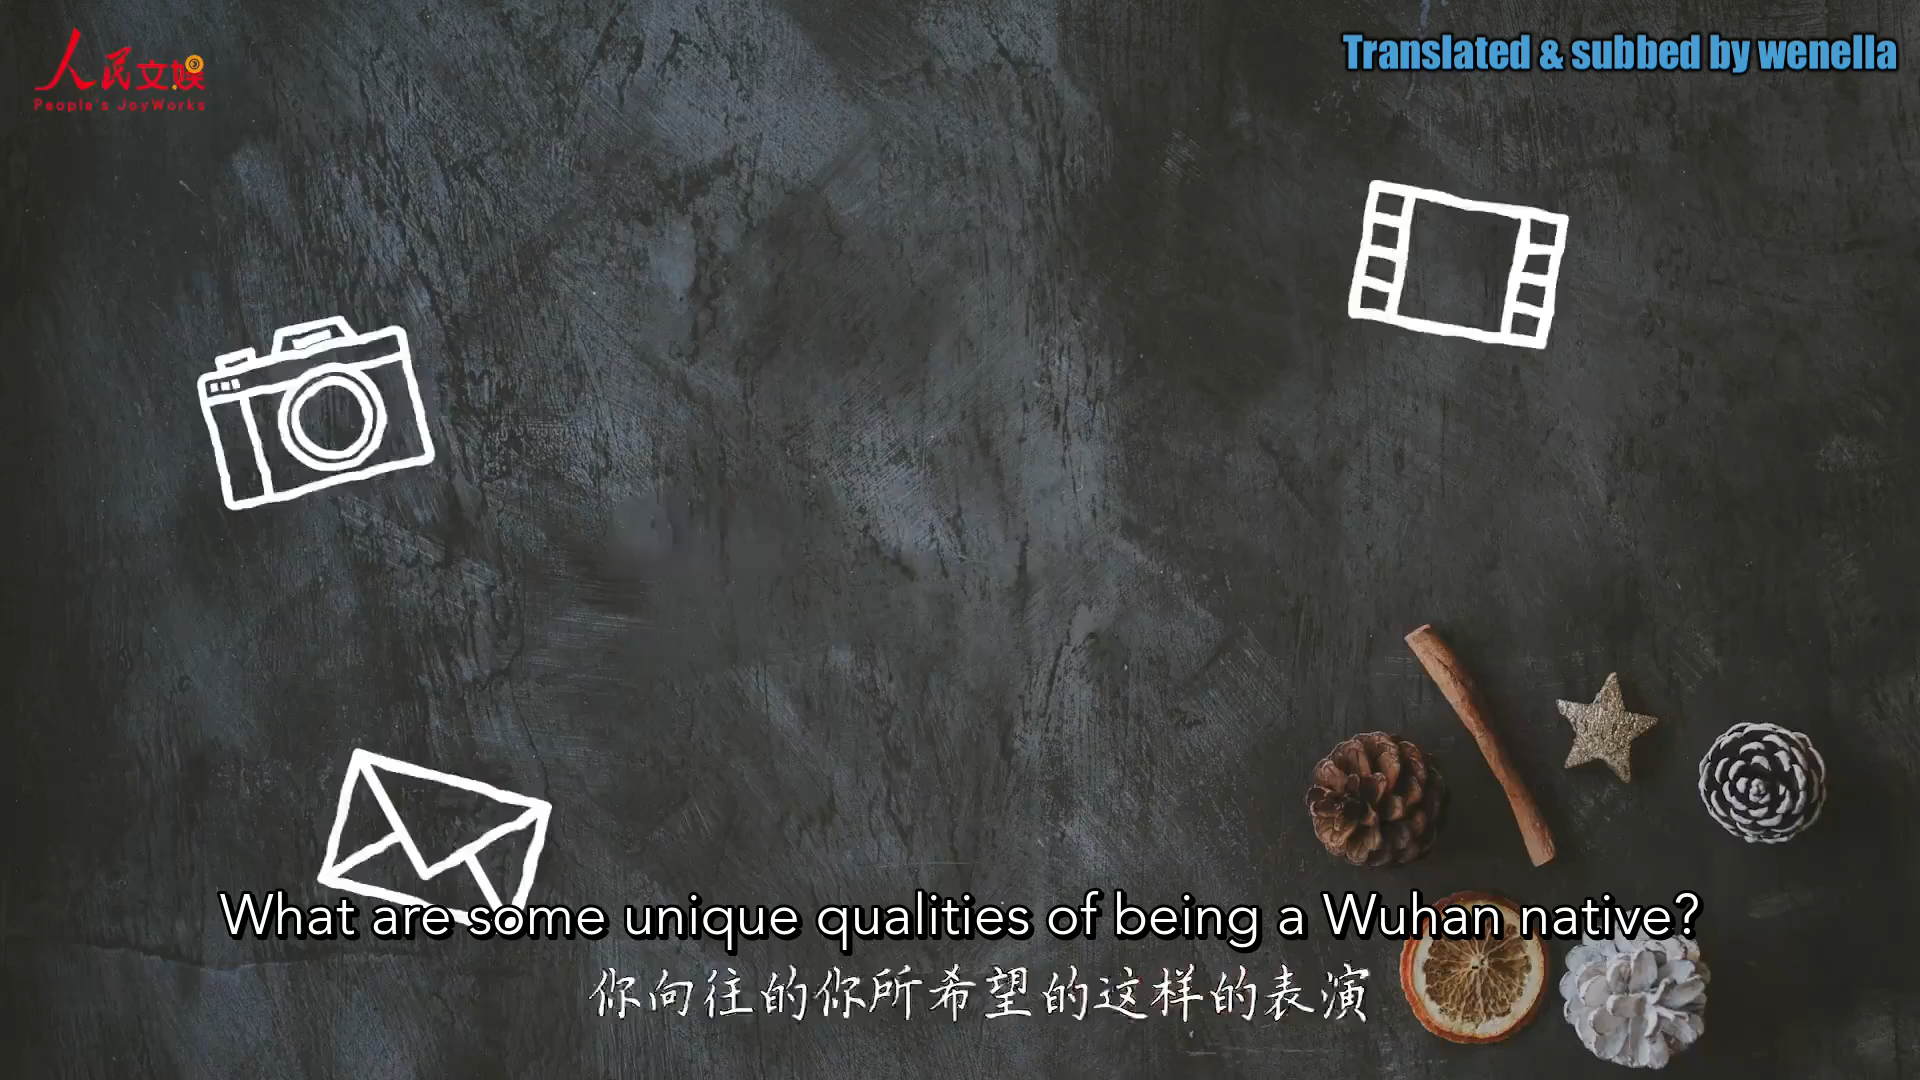 人民文娱
People's JoyWorks
Translated & subbed by wenella
What are some unique qualities of being a Wuhan native?
你向往的你所希望的这样的表演